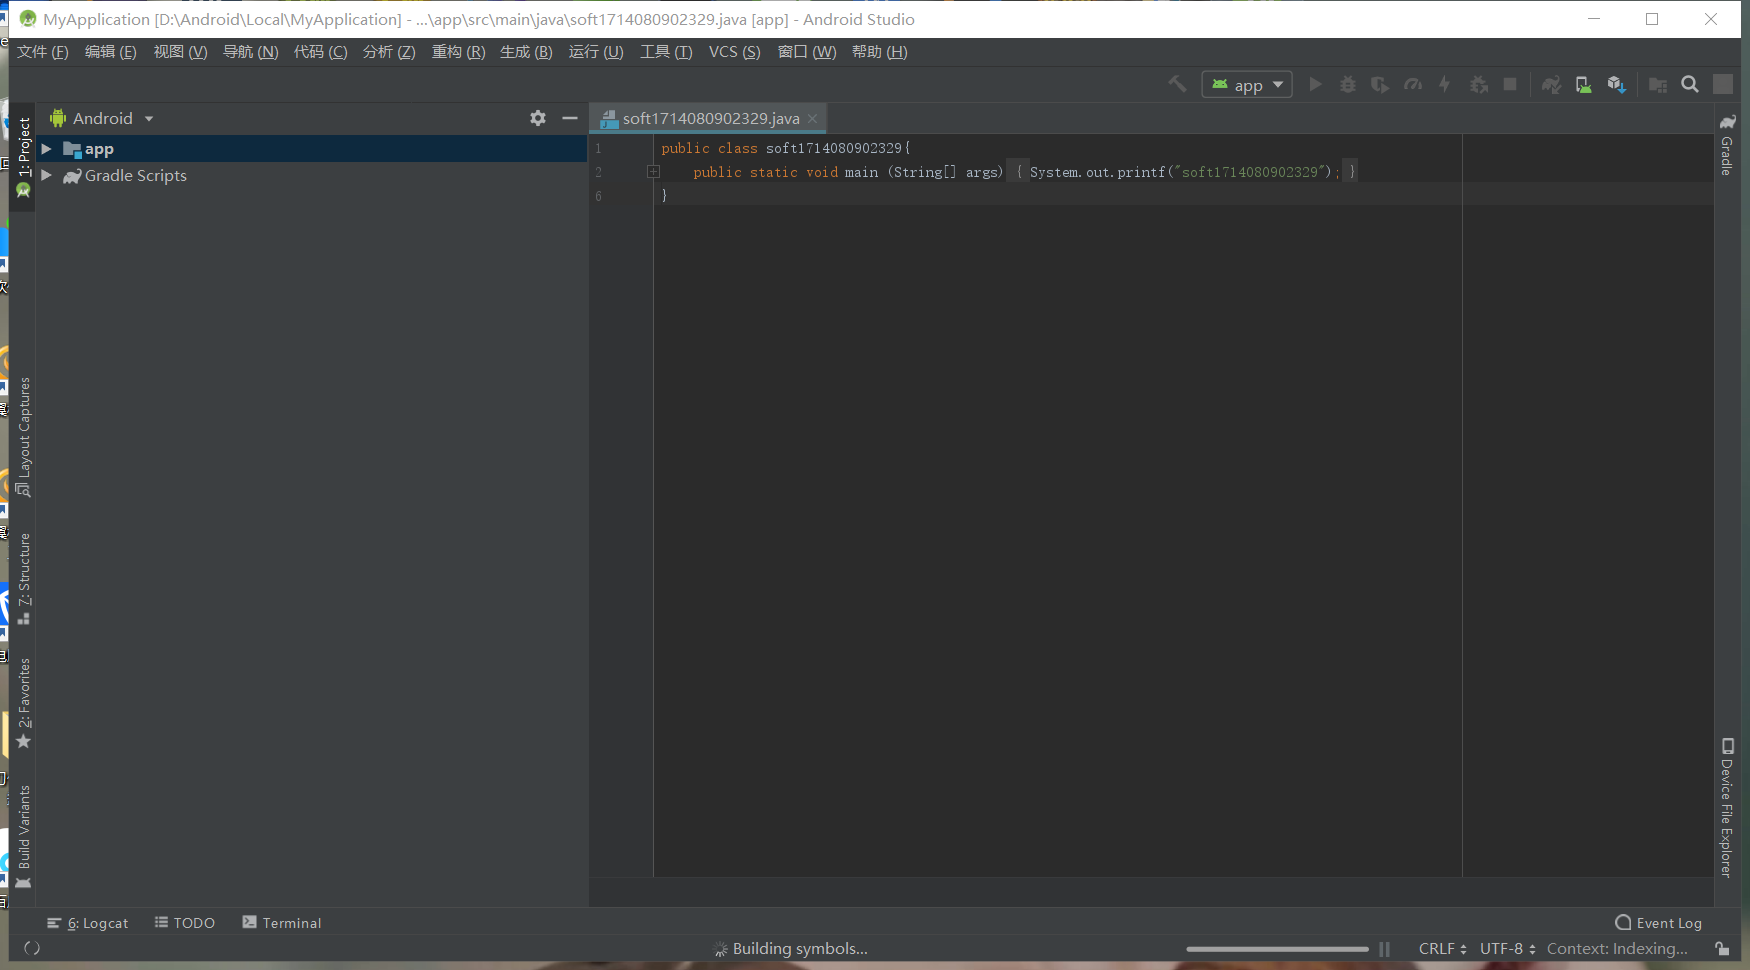 MyApplication [D:\Android\Local\MyApplication] - ...\app\src\main\java\soft1714080902329.java [app] - Android Studio
文件 (F) 编辑 (E) 视图 (V) 导航 (N) 代码 (C) 分析 (Z) 重构 (R) 生成 (B) 运行 (U) 工具 (T) VCS (S) 窗口 (W) 帮助 (H)
app
Android
soft1714080902329.java
1: Project
app
Gradle Scripts
1 public class soft1714080902329{
2 public static void main (String[] args) {System.out.printf("soft1714080902329");}
6 }
Gradle
Layout Captures
7: Structure
2: Favorites
Build Variants
Device File Explorer
6: Logcat TODO Terminal
Event Log
Building symbols...
CRLF UTF-8 Context: Indexing...